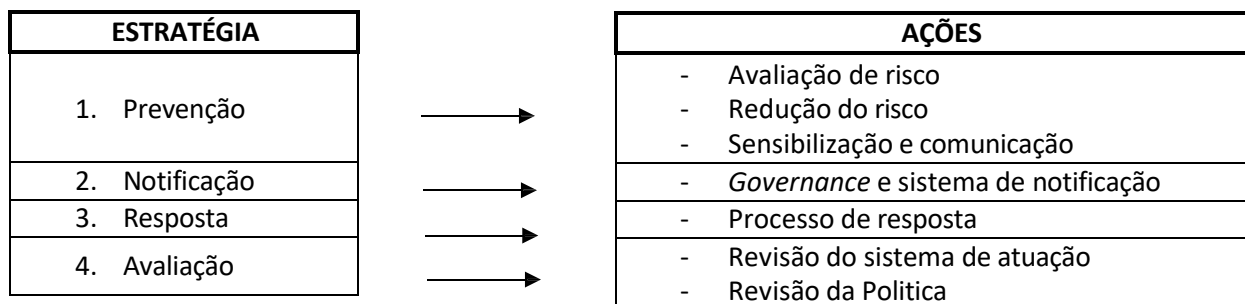 ESTRATÉGIA
1. Prevenção
2. Notificação
3. Resposta
4. Avaliação
AÇÕES
- Avaliação de risco
- Redução do risco
- Sensibilização e comunicação
- Governance e sistema de notificação
- Processo de resposta
- Revisão do sistema de atuação
- Revisão da Politica